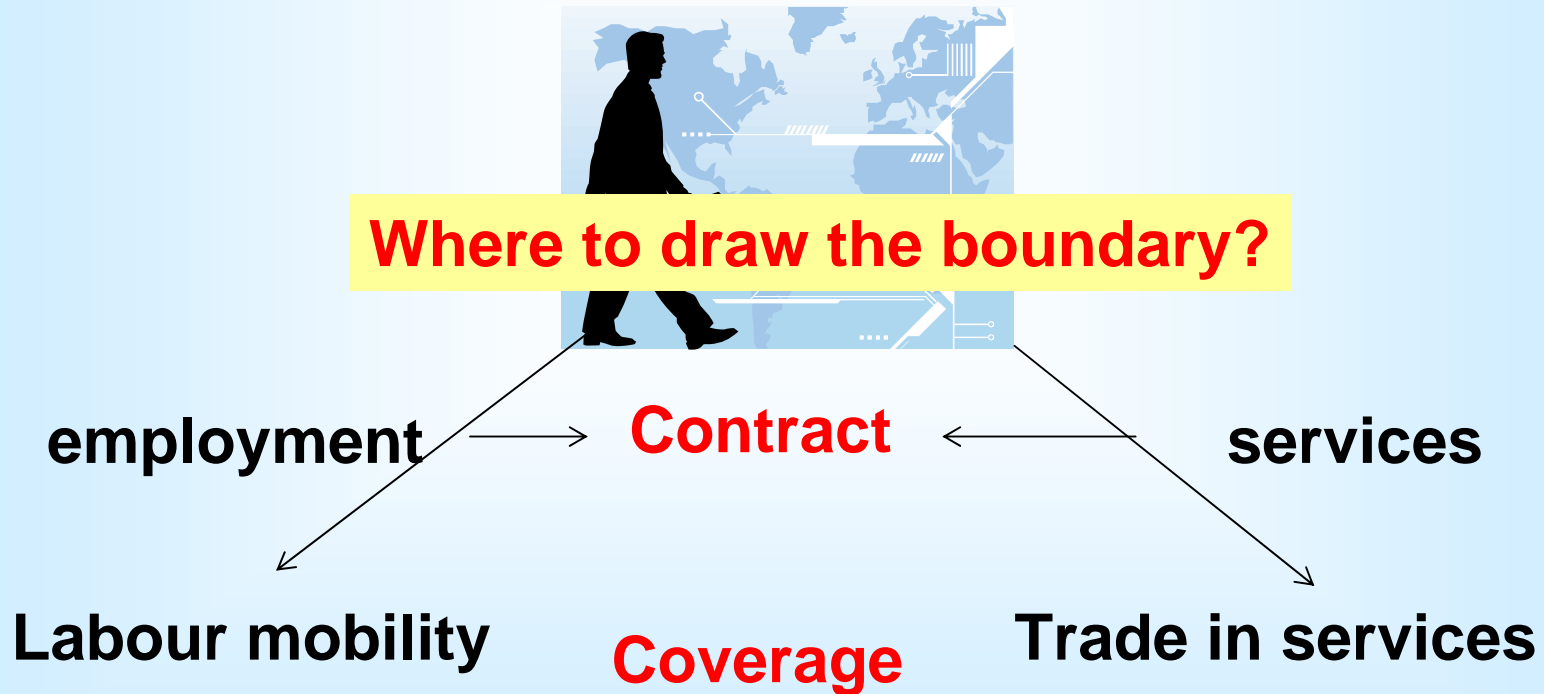 Where to draw the boundary?
employment
Contract
services
Labour mobility
Coverage
Trade in services